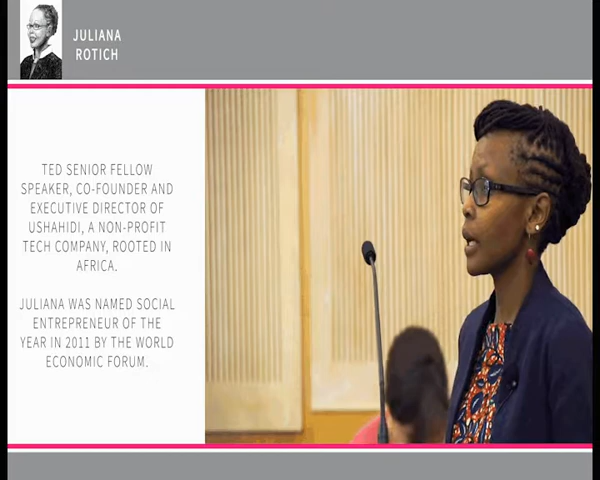 JULIANA
ROTICH
TED SENIOR FELLOW
SPEAKER, CO-FOUNDER AND
EXECUTIVE DIRECTOR OF
USHAHIDI, A NON-PROFIT
TECH COMPANY, ROOTED IN
AFRICA.
JULIANA WAS NAMED SOCIAL
ENTREPRENEUR OF THE
YEAR IN 2011 BY THE WORLD
ECONOMIC FORUM.